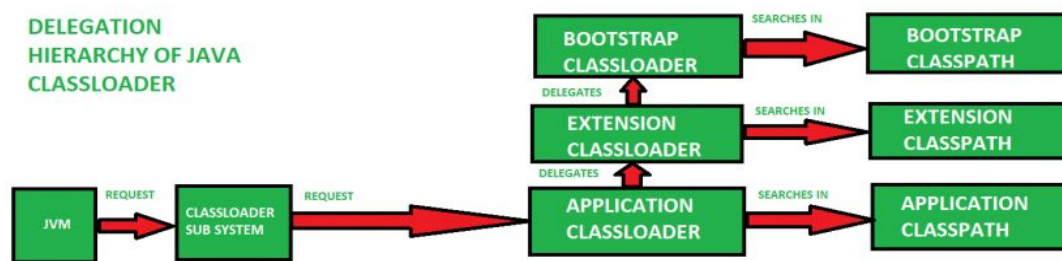 DELEGATION
HIERARCHY OF JAVA
CLASSLOADER
SEARCHES IN
BOOTSTRAP
CLASSLOADER
BOOTSTRAP
CLASSPATH
DELEGATES
SEARCHES IN
EXTENSION
CLASSLOADER
EXTENSION
CLASSPATH
DELEGATES
REQUEST
REQUEST
SEARCHES IN
JVM
CLASSLOADER
SUB SYSTEM
APPLICATION
CLASSLOADER
APPLICATION
CLASSPATH